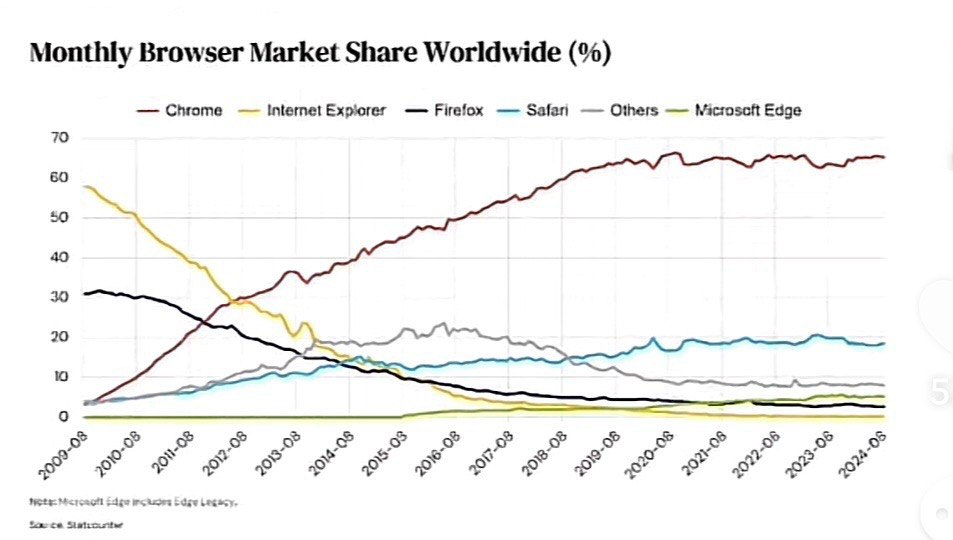 Monthly Browser Market Share Worldwide (%)
Chrome Internet Explorer Firefox Safari Others Microsoft Edge
70
60
50
40
30
20
10
0
2009-08 2010-08 2011-08 2012-08 2013-08 2014-08 2015-08 2016-08 2017-08 2018-08 2019-08 2020-08 2021-08 2022-08 2023-08 2024-08
Note: Microsoft Edge includes Edge Legacy.
Source: Statcounter
5